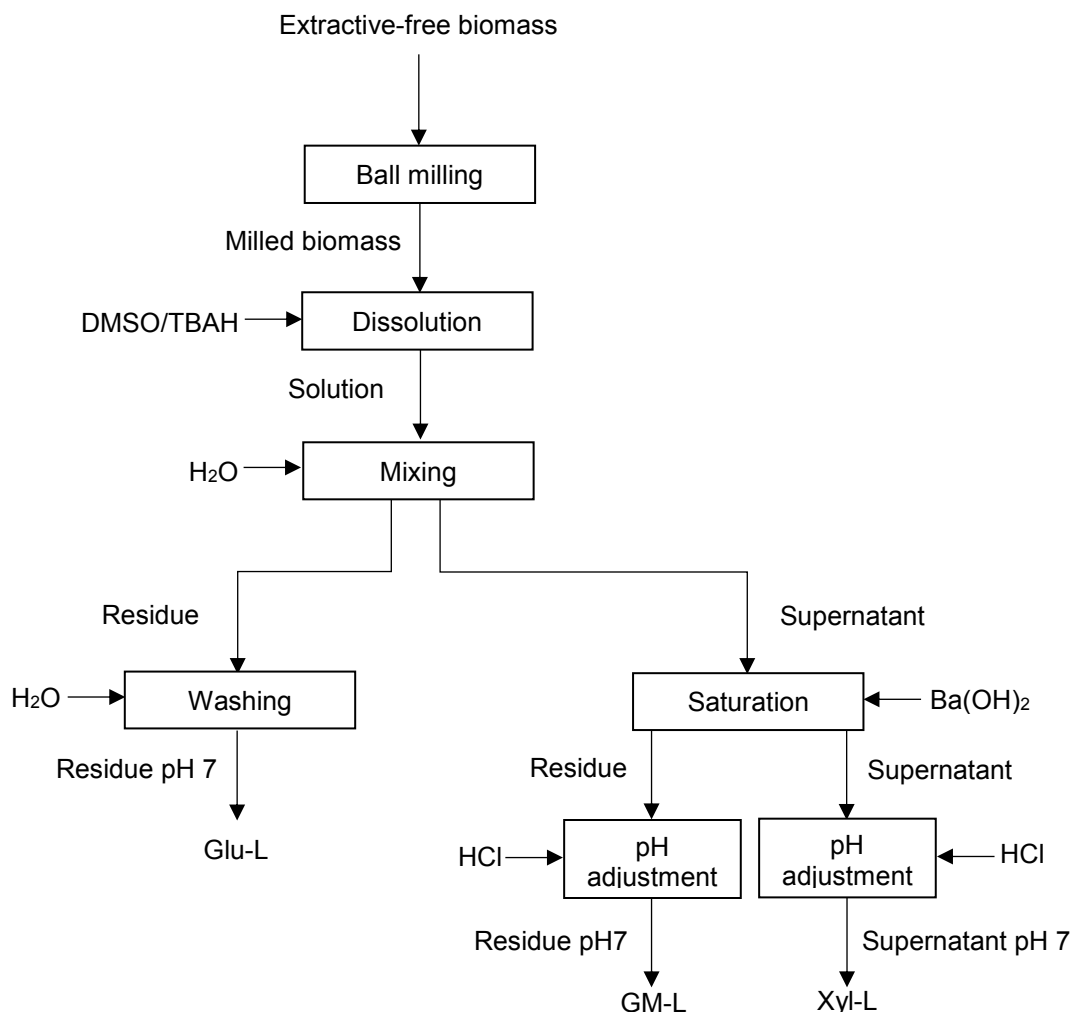 Extractive-free biomass
Ball milling
Milled biomass
DMSO/TBAH
Dissolution
Solution
H2O
Mixing
Residue
Supernatant
H2O
Washing
Saturation
Ba(OH)2
Residue pH 7
Residue
Supernatant
Glu-L
HCl
pH
adjustment
pH
adjustment
HCl
Residue pH7
Supernatant pH 7
GM-L
Xyl-L